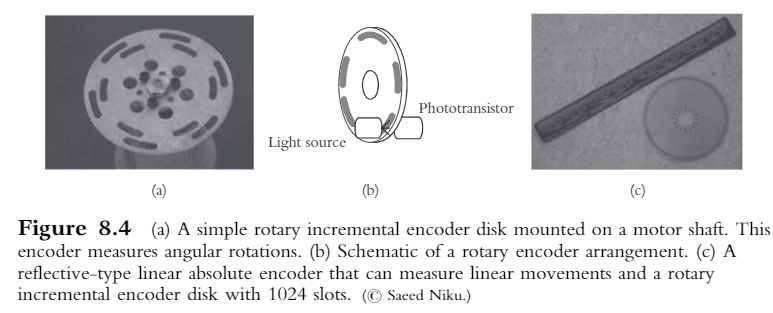 Phototransistor
Light source
(a)
(b)
(c)
Figure 8.4 (a) A simple rotary incremental encoder disk mounted on a motor shaft. This
encoder measures angular rotations. (b) Schematic of a rotary encoder arrangement. (c) A
reflective-type linear absolute encoder that can measure linear movements and a rotary
incremental encoder disk with 1024 slots. (© Saeed Niku.)